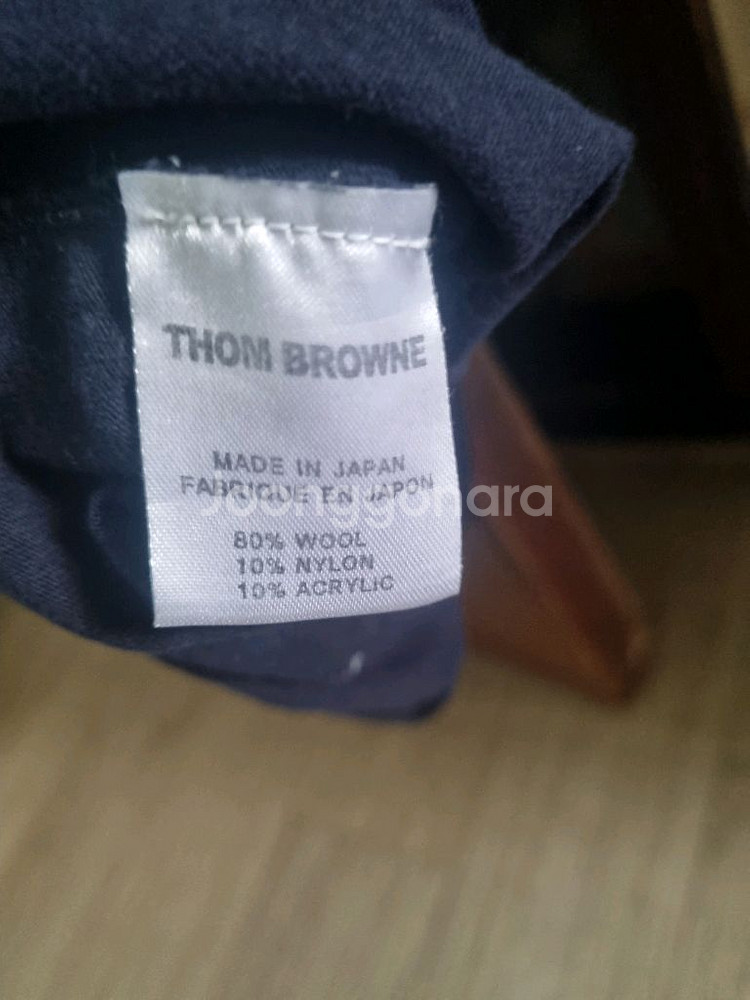 THOM BROWNE
MADE IN JAPAN
FABRIQUE EN JAPON
Joonggonara
80% WOOL
10% NYLON
10% ACRYLIC